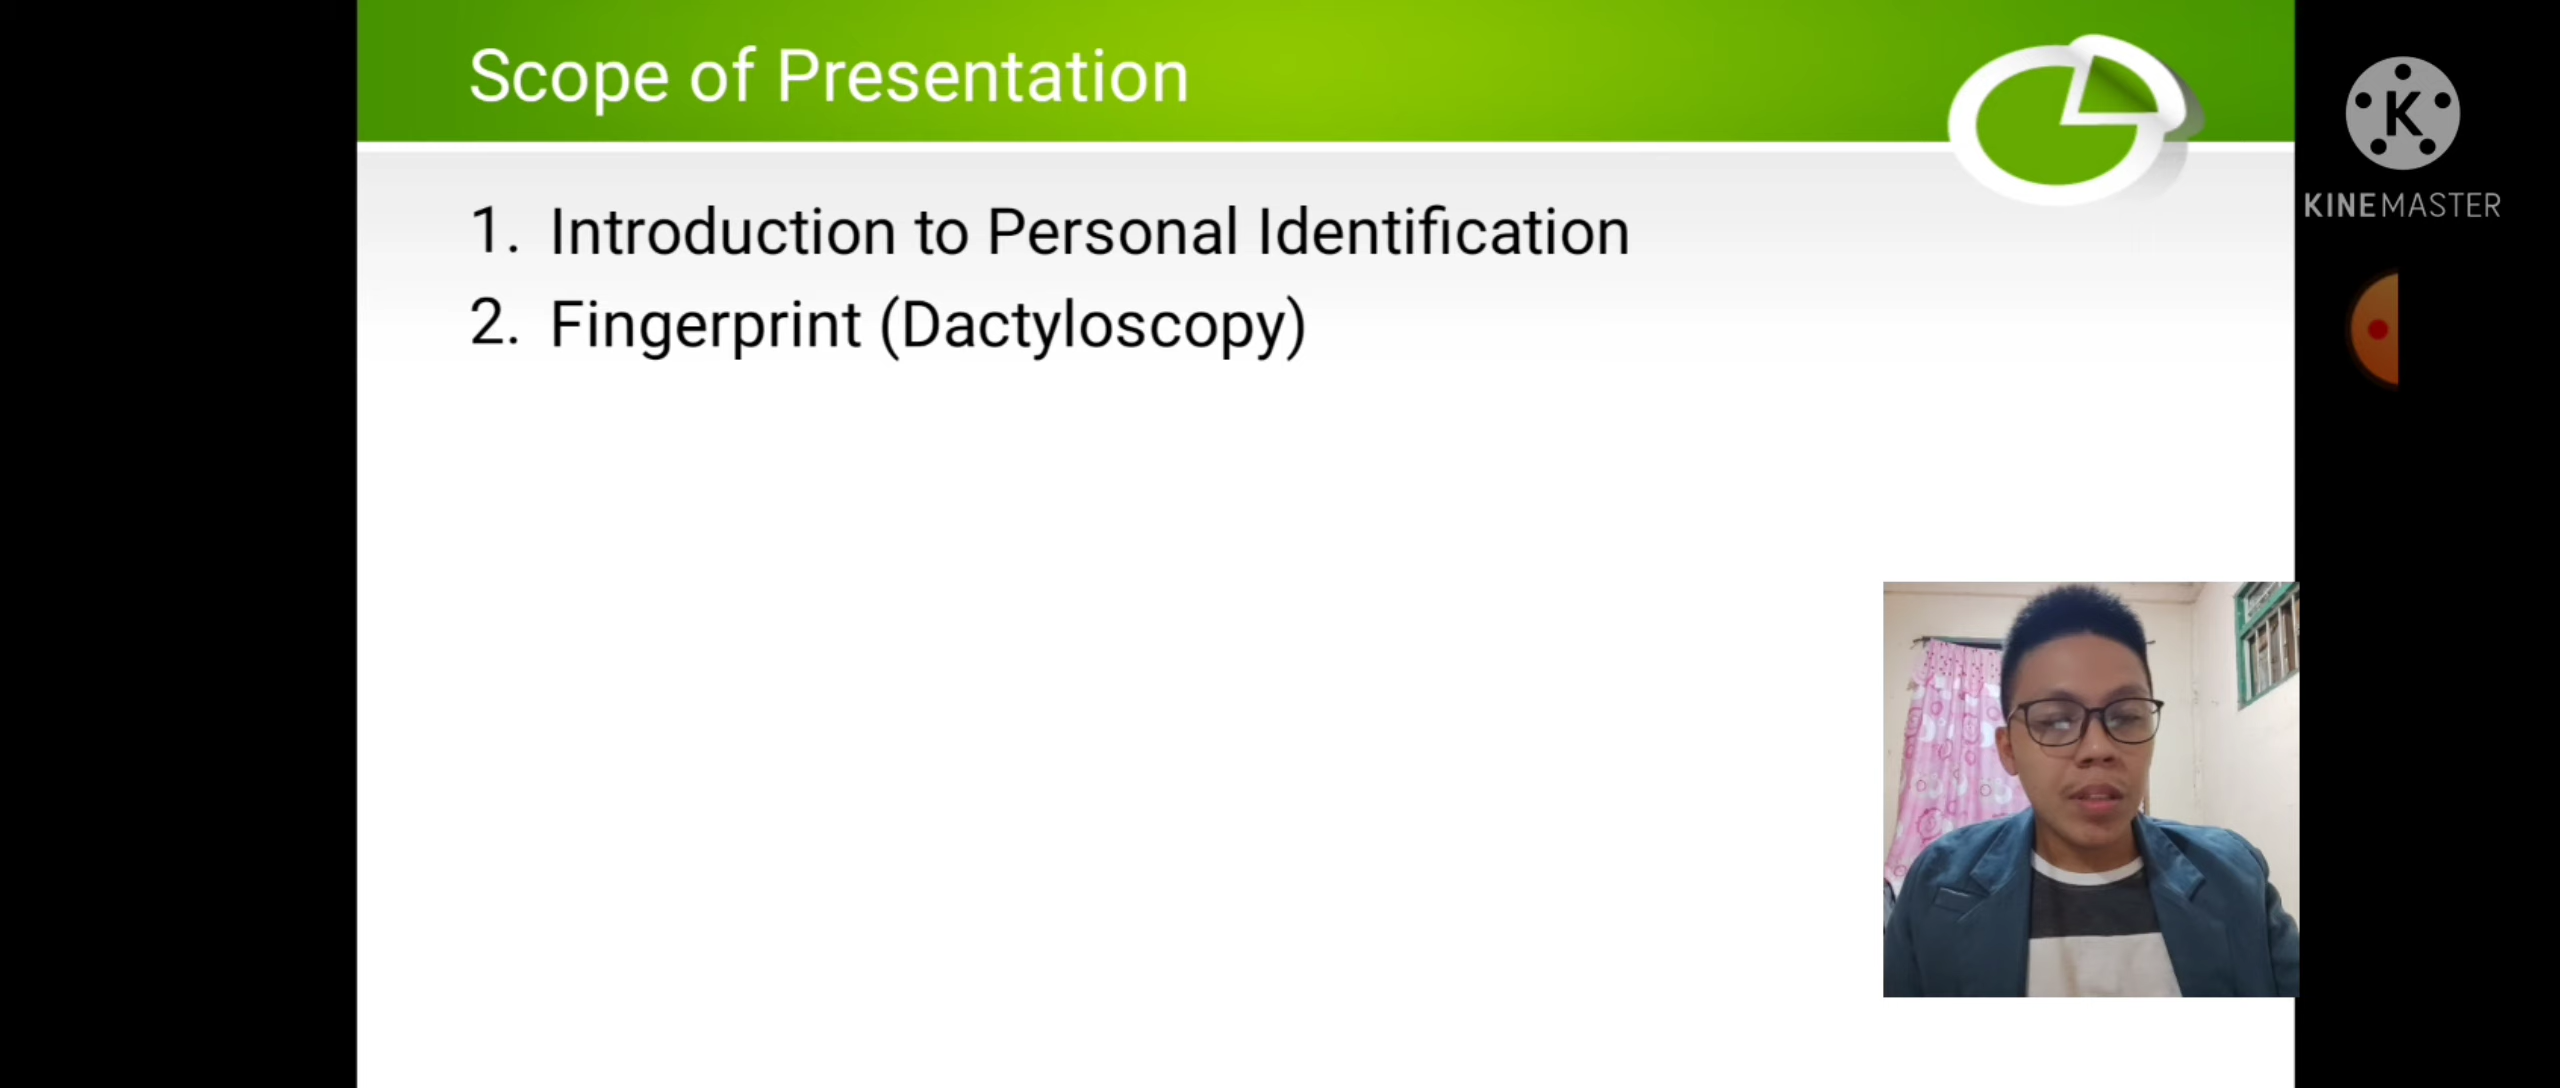 Scope of Presentation
1. Introduction to Personal Identification
2. Fingerprint (Dactyloscopy)
K
KINEMASTER